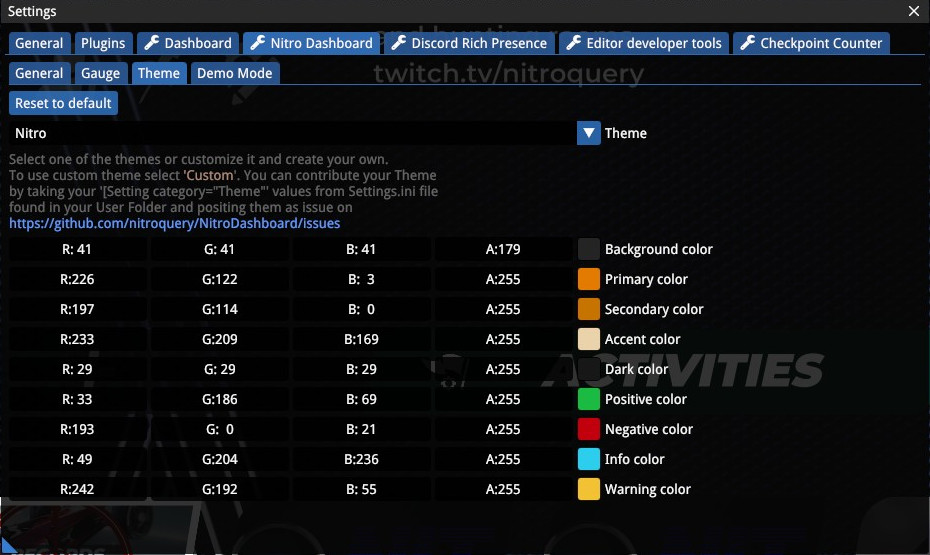 Settings
General Plugins Dashboard Nitro Dashboard Discord Rich Presence Editor developer tools Checkpoint Counter
General Gauge Theme Demo Mode
twitch.tv/nitroquery
Reset to default
Nitro Theme
Select one of the themes or customize it and create your own.
To use custom theme select 'Custom'. You can contribute your Theme
by taking your '[Setting category="Theme"' values from Settings.ini file
found in your User Folder and positing them as issue on
https://github.com/nitroquery/NitroDashboard/issues
R: 41 G: 41 B: 41 A:179 Background color
R:226 G:122 B: 3 A:255 Primary color
R:197 G:114 B: 0 A:255 Secondary color
R:233 G:209 B:169 A:255 Accent color
R: 29 G: 29 B: 29 A:255 Dark color
ACTIVITIES
R: 33 G:186 B: 69 A:255 Positive color
R:193 G: 0 B: 21 A:255 Negative color
R: 49 G:204 B:236 A:255 Info color
R:242 G:192 B: 55 A:255 Warning color